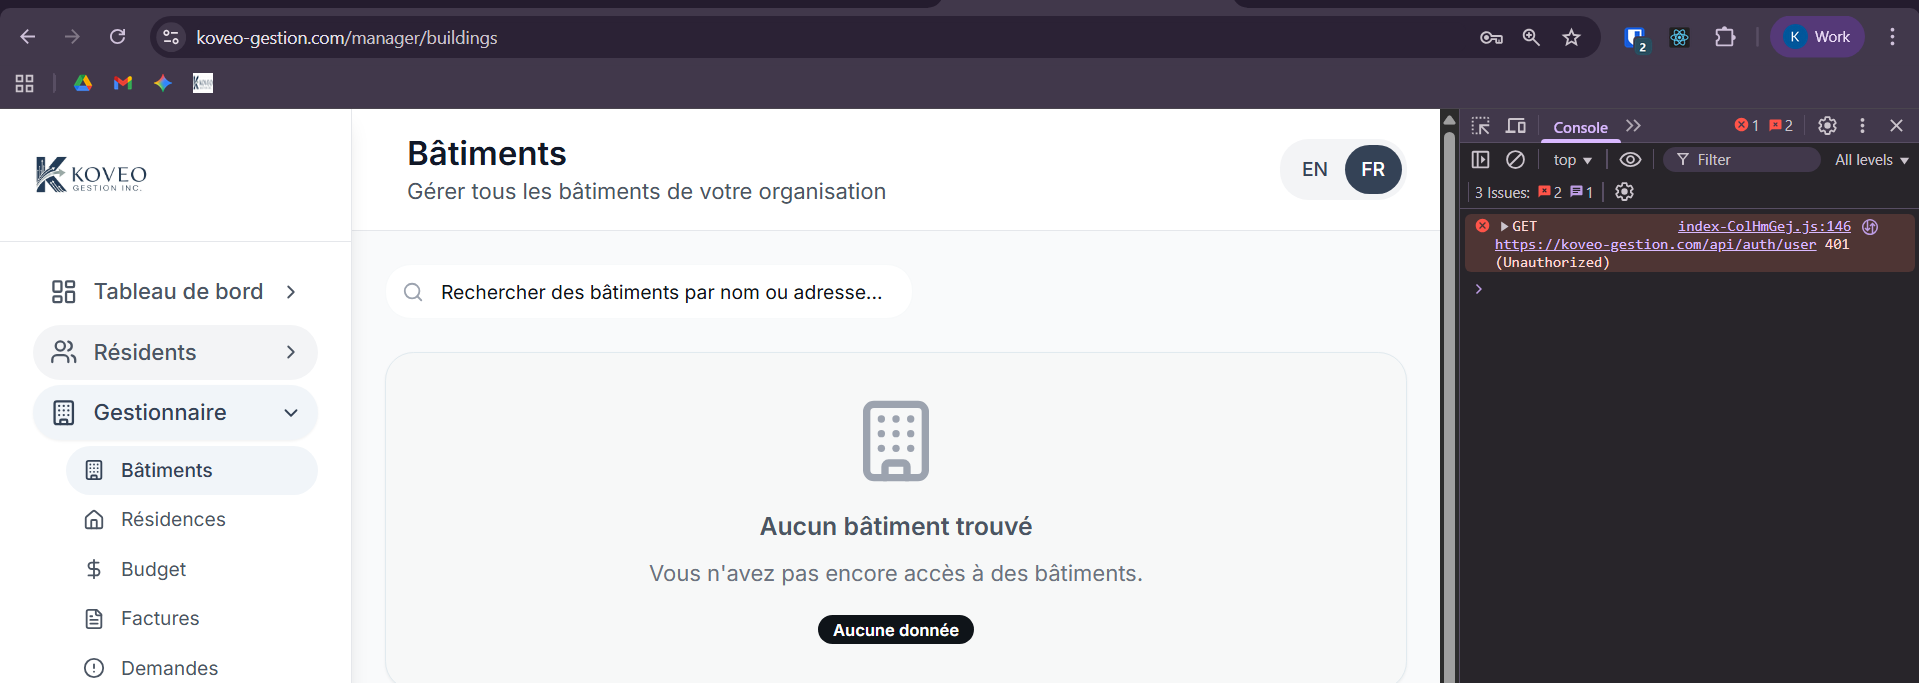 koveo-gestion.com/manager/buildings
2
K Work
KOVEO
GESTION INC.
Bâtiments
Gérer tous les bâtiments de votre organisation
EN FR
Tableau de bord
Résidents
Gestionnaire
Bâtiments
Résidences
Budget
Factures
Demandes
Rechercher des bâtiments par nom ou adresse...
Aucun bâtiment trouvé
Vous n'avez pas encore accès à des bâtiments.
Aucune donnée
Console 1 2
top Filter All levels
3 Issues: 2 1
GET index-ColHmGej.js:146
https://koveo-gestion.com/api/auth/user 401
(Unauthorized)